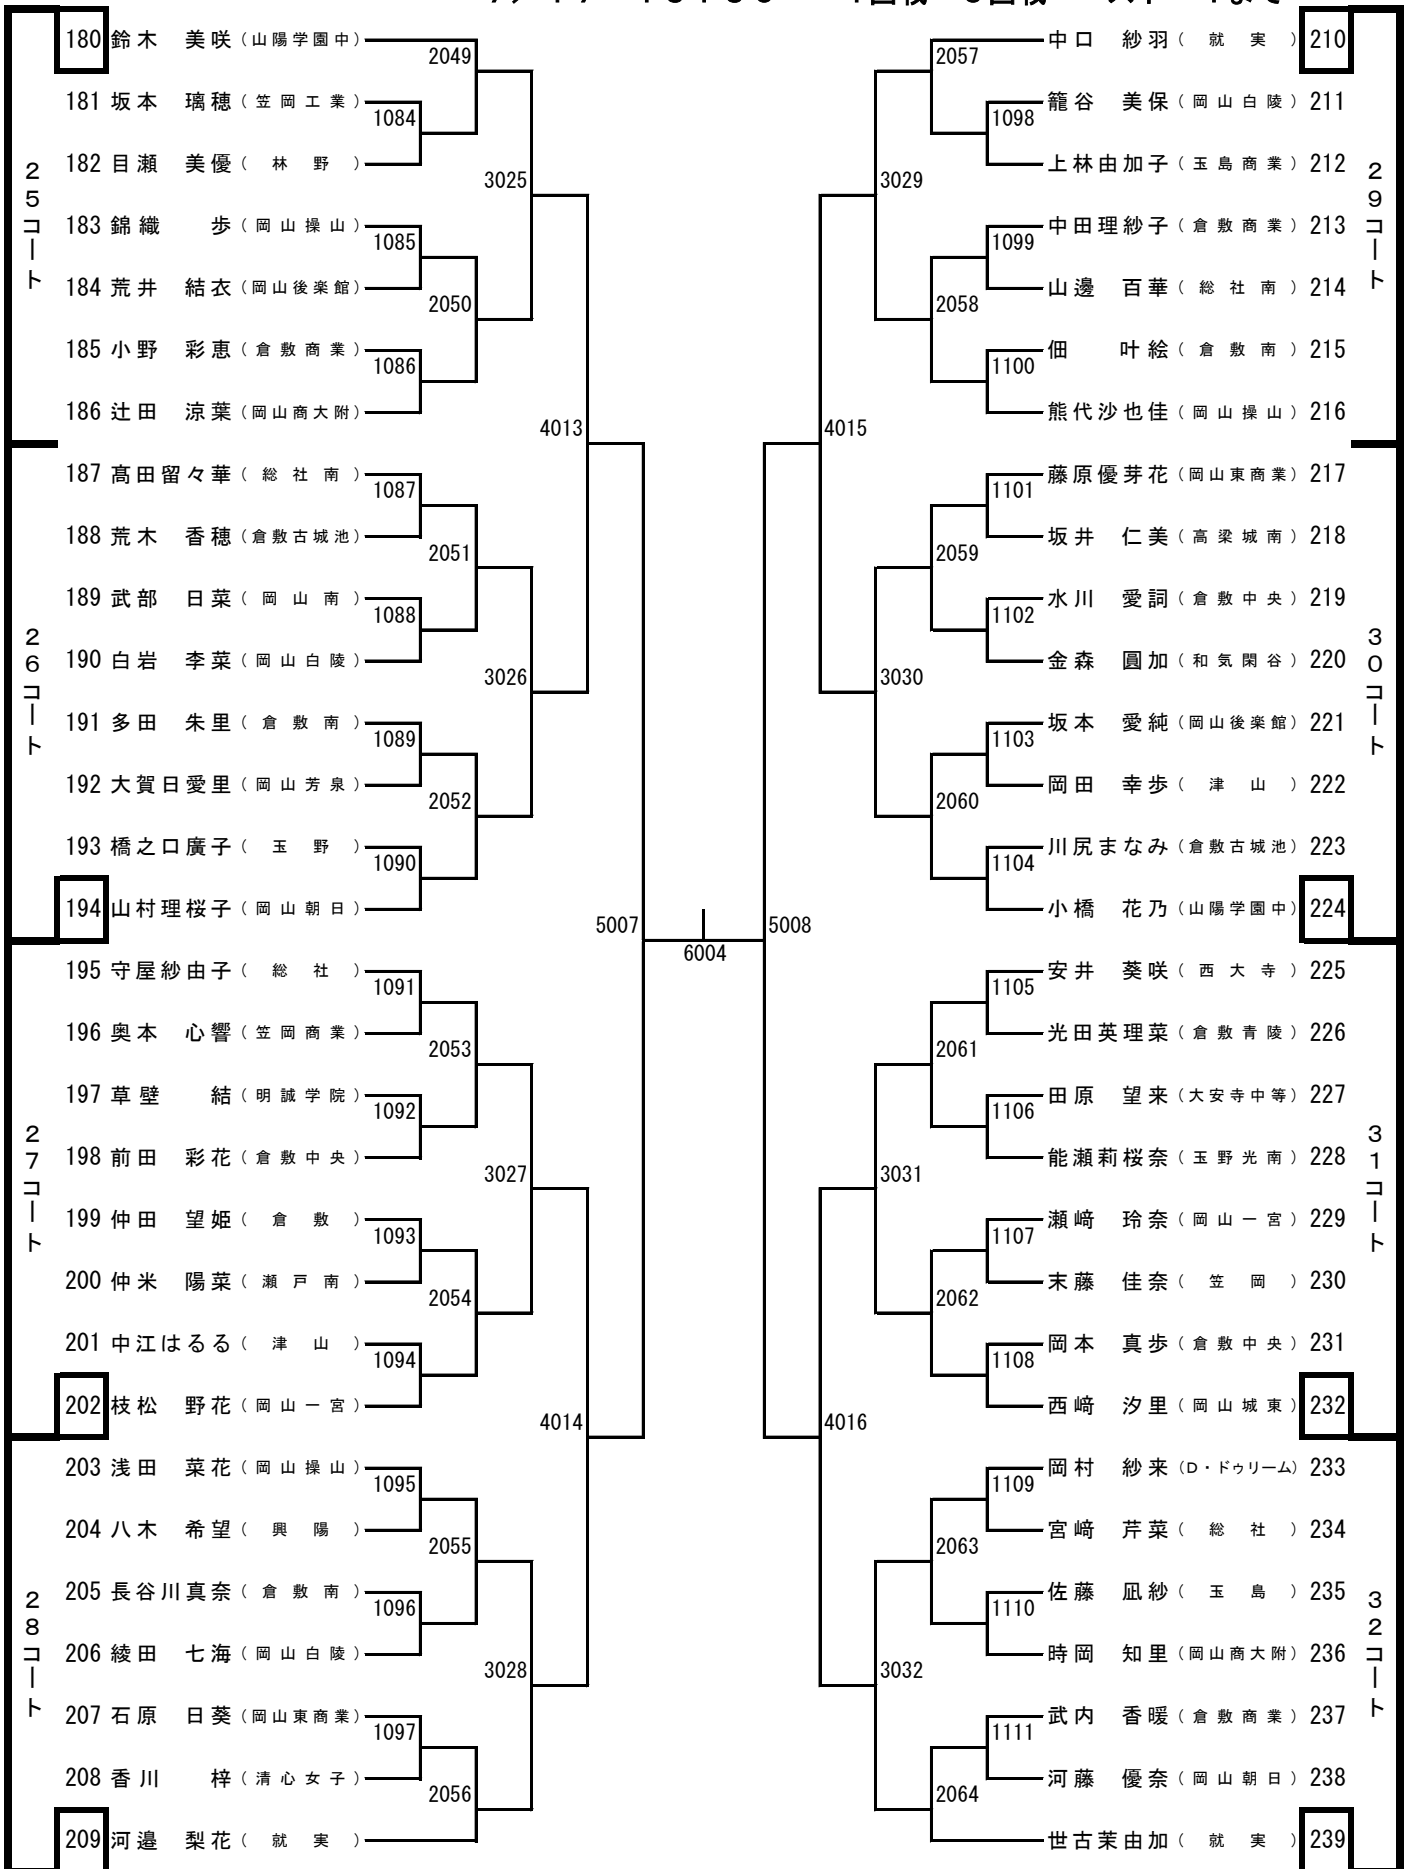 180 鈴木 美咲（山陽学園中）
181 坂本 璃穂（笠岡工業）
182 目瀬 美優（林野）
183 錦織 歩（岡山操山）
184 荒井 結衣（岡山後楽館）
185 小野 彩恵（倉敷商業）
186 辻田 涼葉（岡山商大附）
187 髙田留々華（総社南）
188 荒木 香穂（倉敷古城池）
189 武部 日菜（岡山南）
190 白岩 李菜（岡山白陵）
191 多田 朱里（倉敷南）
192 大賀日愛里（岡山芳泉）
193 橋之口廣子（玉野）
194 山村理桜子（岡山朝日）
195 守屋紗由子（総社）
196 奥本 心響（笠岡商業）
197 草壁 結（明誠学院）
198 前田 彩花（倉敷中央）
199 仲田 望姫（倉敷）
200 仲米 陽菜（瀬戸南）
201 中江はるる（津山）
202 枝松 野花（岡山一宮）
203 浅田 菜花（岡山操山）
204 八木 希望（興陽）
205 長谷川真奈（倉敷南）
206 綾田 七海（岡山白陵）
207 石原 日葵（岡山東商業）
208 香川 梓（清心女子）
209 河邉 梨花（就実）
25コート
26コート
27コート
28コート
1084
1085
1086
1087
1088
1089
1090
1091
1092
1093
1094
1095
1096
1097
2049
2050
2051
2052
2053
2054
2055
2056
3025
3026
3027
3028
4013
4014
5007
6004
5008
4015
4016
3029
3030
3031
3032
2057
2058
2059
2060
2061
2062
2063
2064
1098
1099
1100
1101
1102
1103
1104
1105
1106
1107
1108
1109
1110
1111
中口 紗羽（就実）210
籠谷 美保（岡山白陵）211
上林由加子（玉島商業）212
中田理紗子（倉敷商業）213
山邊 百華（総社南）214
佃 叶絵（倉敷南）215
熊代沙也佳（岡山操山）216
藤原優芽花（岡山東商業）217
坂井 仁美（高梁城南）218
水川 愛詞（倉敷中央）219
金森 圓加（和気閑谷）220
坂本 愛純（岡山後楽館）221
岡田 幸歩（津山）222
川尻まなみ（倉敷古城池）223
小橋 花乃（山陽学園中）224
安井 葵咲（西大寺）225
光田英理菜（倉敷青陵）226
田原 望来（大安寺中等）227
能瀬莉桜奈（玉野光南）228
瀬﨑 玲奈（岡山一宮）229
末藤 佳奈（笠岡）230
岡本 真歩（倉敷中央）231
西﨑 汐里（岡山城東）232
岡村 紗来（D・ドゥリーム）233
宮﨑 芹菜（総社）234
佐藤 凪紗（玉島）235
時岡 知里（岡山商大附）236
武内 香暖（倉敷商業）237
河藤 優奈（岡山朝日）238
世古茉由加（就実）239
29コート
30コート
31コート
32コート